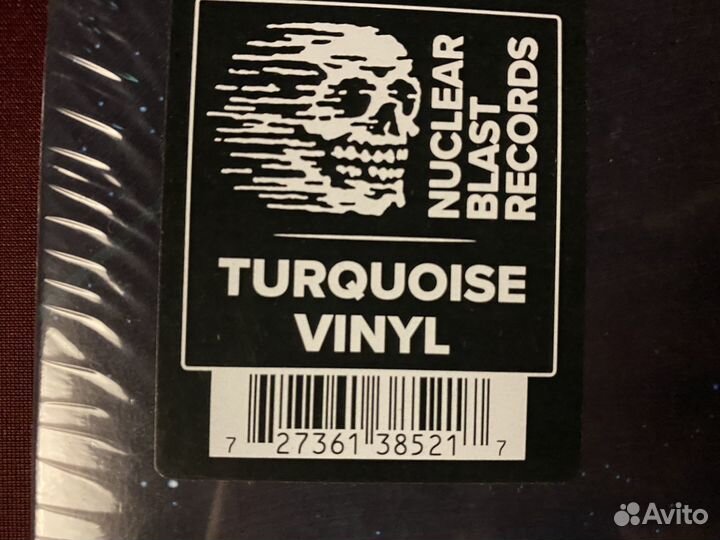 NUCLEAR
BLAST
RECORDS
TURQUOISE
VINYL
7 27361 38521 7
Avito